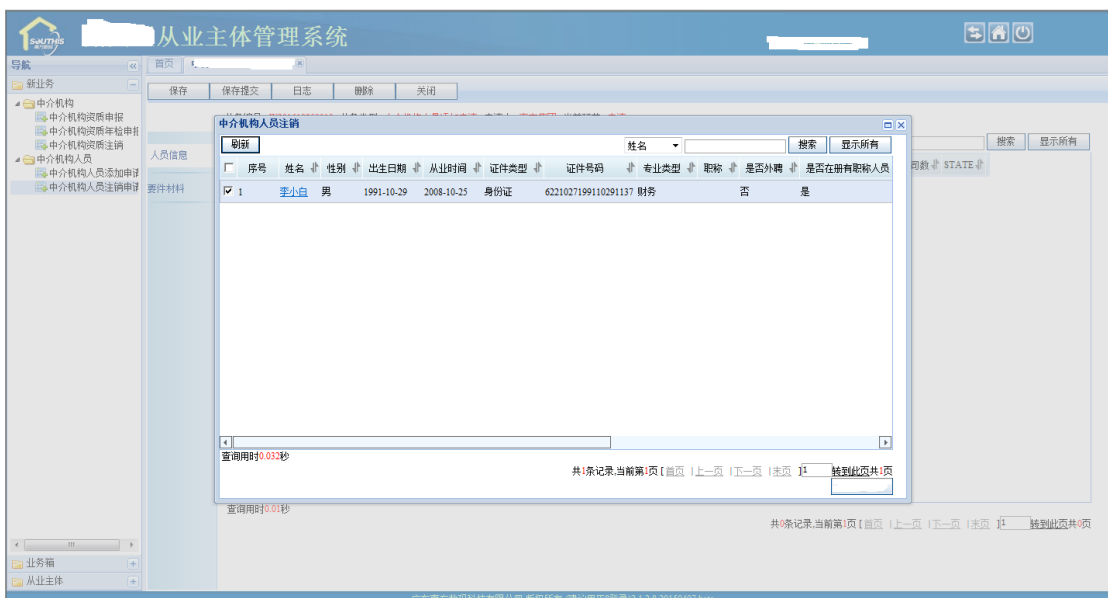 SOUTHIS
从业主体管理系统
导航
首页
新业务
保存 保存提交 日志 删除 关闭
中介机构
中介机构资质申报
中介机构资质年检申报
中介机构资质注销
中介机构人员
中介机构人员添加申请
中介机构人员注销申请
人员信息
要件材料
搜索 显示所有
司数 STATE
中介机构人员注销
刷新 姓名 搜索 显示所有
序号 姓名 性别 出生日期 从业时间 证件类型 证件号码 专业类型 职称 是否外聘 是否在册有职称人员
1 李小白 男 1991-10-29 2008-10-25 身份证 6221027199110291137 财务 否 是
查询用时0.032秒
共1条记录,当前第1页 [ 首页 | 上一页 | 下一页 | 末页 ] 1 转到此页共1页
查询用时0.01秒
共0条记录,当前第1页 [ 首页 | 上一页 | 下一页 | 末页 ] 1 转到此页共0页
业务箱
从业主体